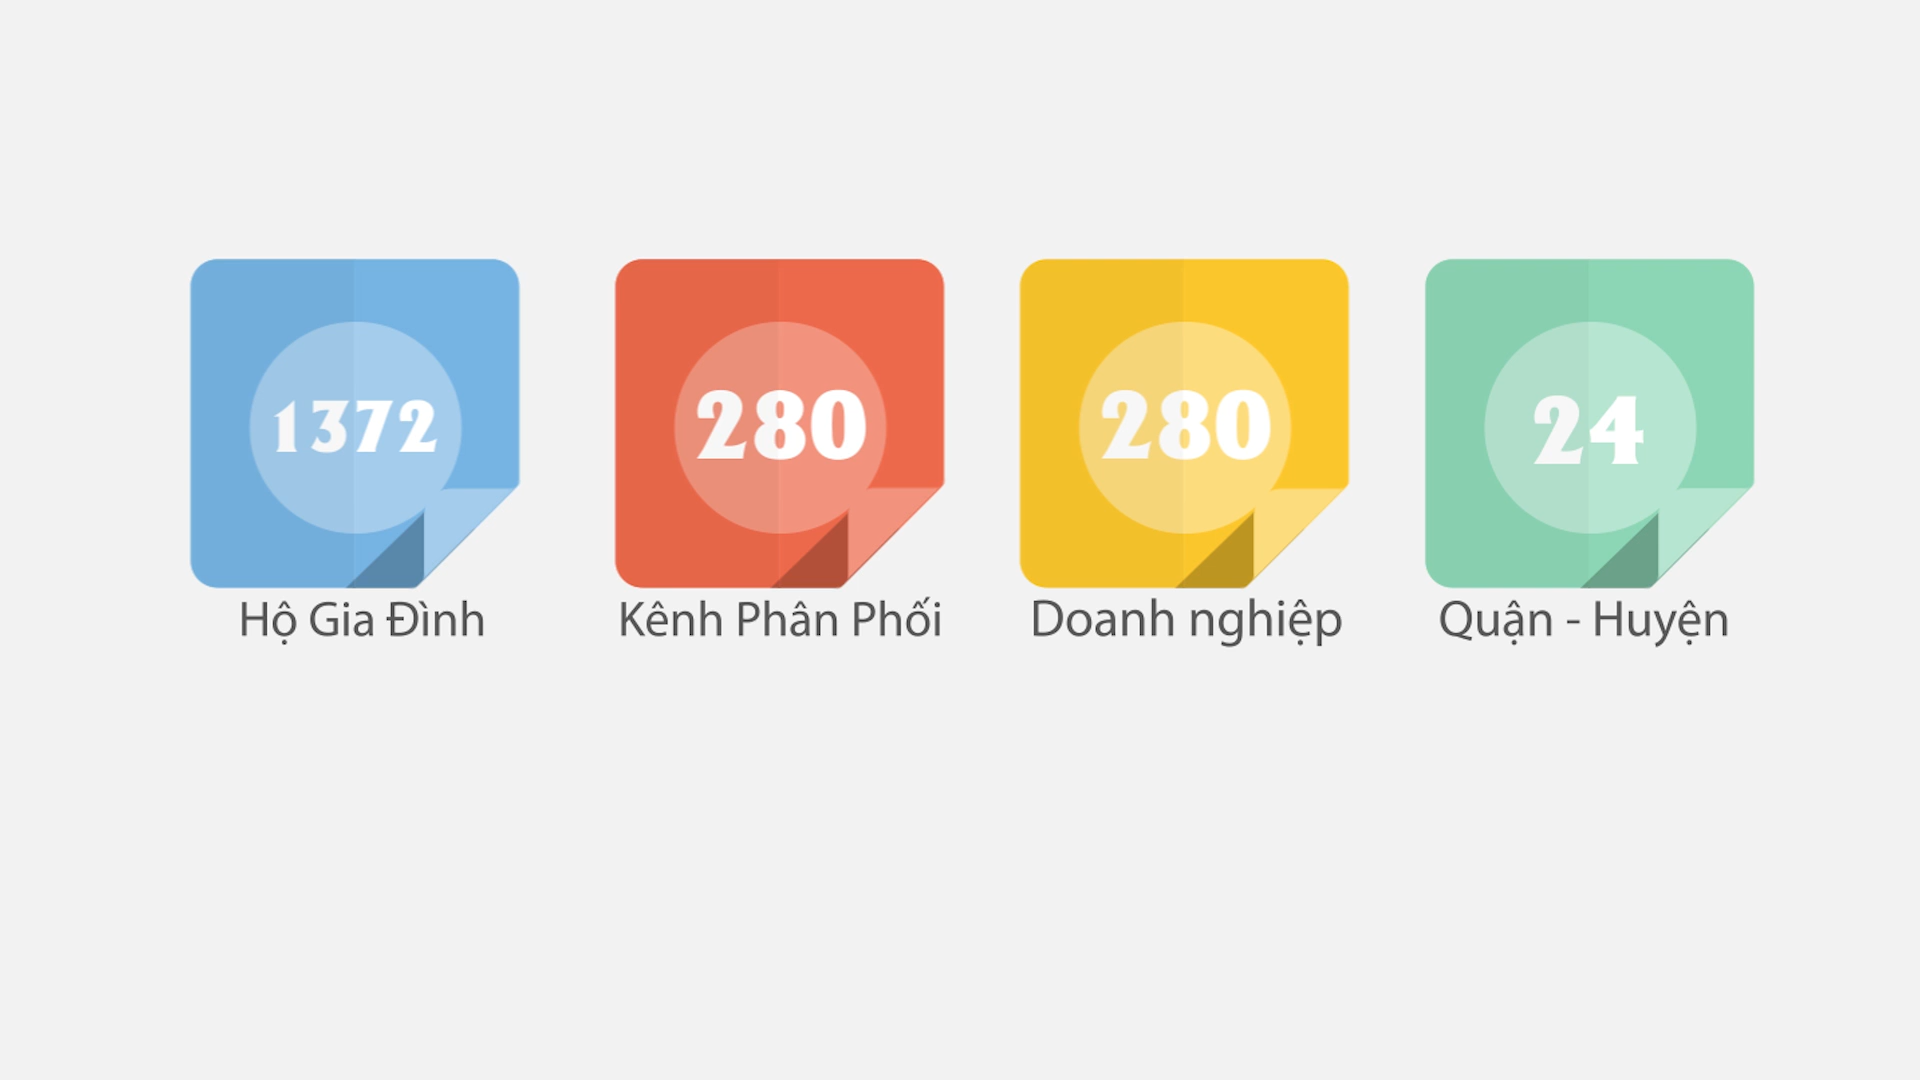 1372
280
280
24
Hộ Gia Đình
Kênh Phân Phối
Doanh nghiệp
Quận - Huyện